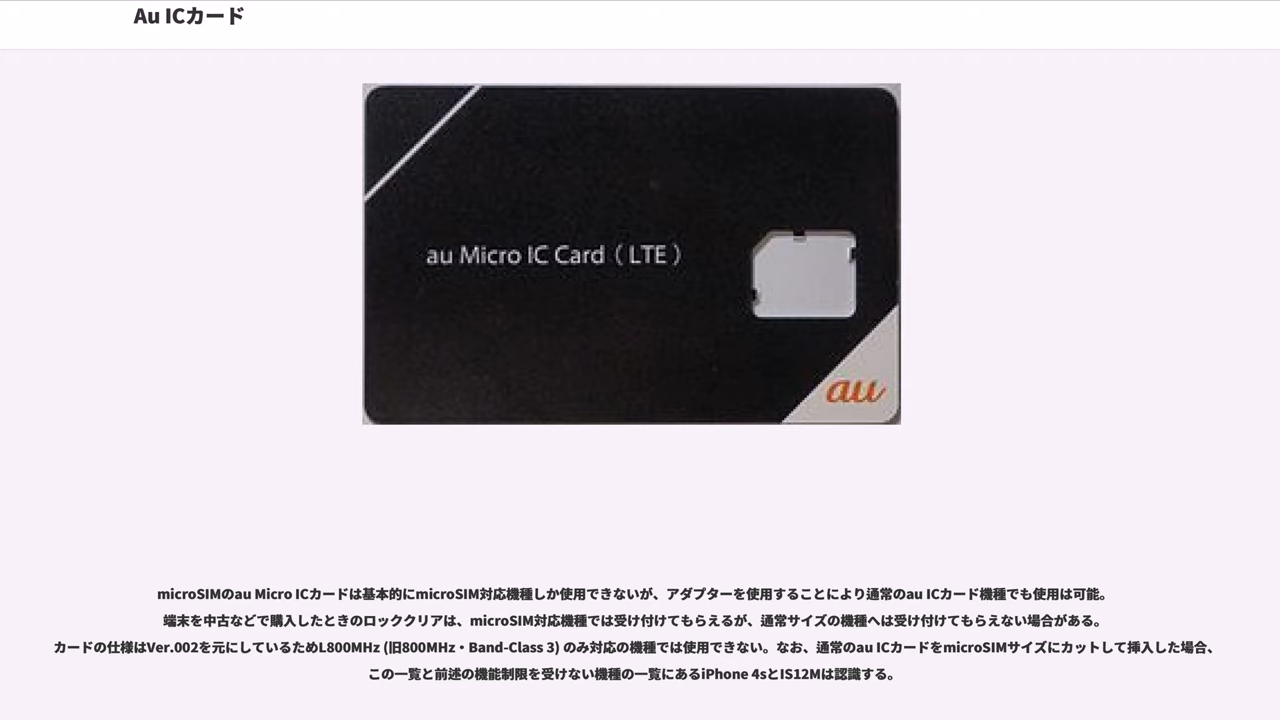 Au ICカード
au Micro IC Card（LTE）
au
microSIMのau Micro ICカードは基本的にmicroSIM対応機種しか使用できないが、アダプターを使用することにより通常のau ICカード機種でも使用は可能。
端末を中古などで購入したときのロッククリアは、microSIM対応機種では受け付けてもらえるが、通常サイズの機種へは受け付けてもらえない場合がある。
カードの仕様はVer.002を元にしているためL800MHz (旧800MHz・Band-Class 3) のみ対応の機種では使用できない。なお、通常のau ICカードをmicroSIMサイズにカットして挿入した場合、
この一覧と前述の機能制限を受けない機種の一覧にあるiPhone 4sとIS12Mは認識する。